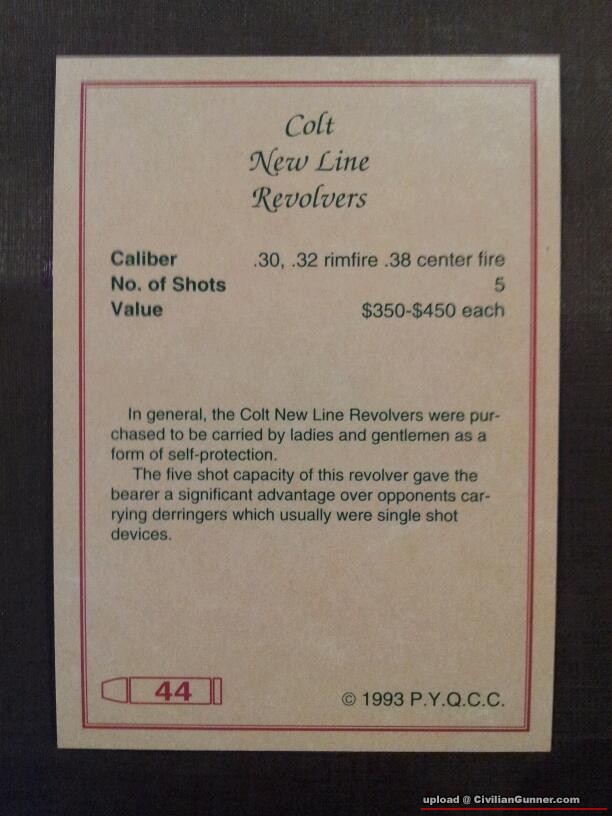 Colt
New Line
Revolvers
Caliber .30, .32 rimfire .38 center fire
No. of Shots 5
Value $350-$450 each
In general, the Colt New Line Revolvers were pur-
chased to be carried by ladies and gentlemen as a
form of self-protection.
The five shot capacity of this revolver gave the
bearer a significant advantage over opponents car-
rying derringers which usually were single shot
devices.
44
© 1993 P.Y.Q.C.C.
upload @ CivilianGunner.com